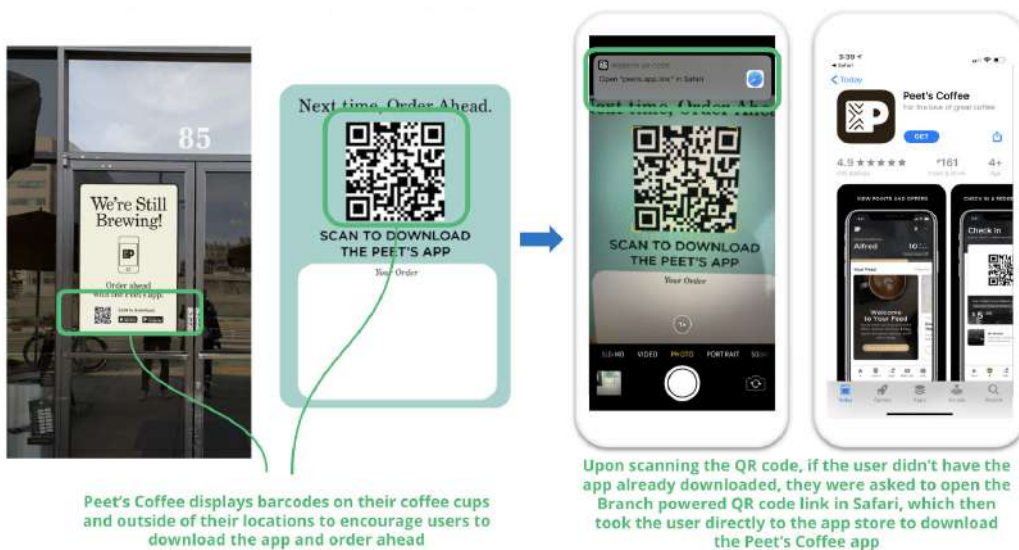 85
We're Still
Brewing!
Order ahead
with the Peet's app.
Next time, Order Ahead.
SCAN TO DOWNLOAD
THE PEET'S APP
Your Order
WEBSITE QR CODE
Open "peets.app.link" in Safari
SCAN TO DOWNLOAD
THE PEET'S APP
Your Order
1x
VIDEO PHOTO PORTRAIT
Today
Peet's Coffee
For the love of great coffee
GET
4.9 ★★★★★
4+
VIEW POINTS AND OFFERS
Alfred
Your Feed
Welcome
to Your Feed
Check In
Today
Peet's Coffee displays barcodes on their coffee cups
and outside of their locations to encourage users to
download the app and order ahead
Upon scanning the QR code, if the user didn't have the
app already downloaded, they were asked to open the
Branch powered QR code link in Safari, which then
took the user directly to the app store to download
the Peet's Coffee app